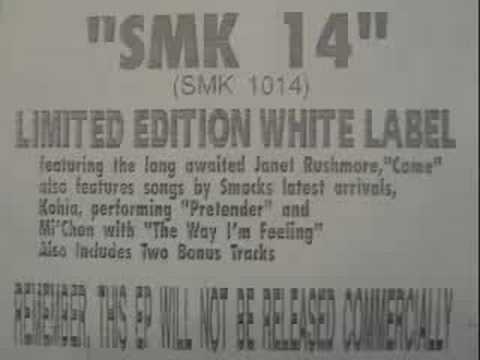 "SMK 14"
(SMK 1014)
LIMITED EDITION WHITE LABEL
featuring the long awaited Janet Rushmore,"Come"
also features songs by Smacks latest arrivals,
Kohia, performing "Pretender" and
Mi'Chon with "The Way I'm Feeling"
Also Includes Two Bonus Tracks
REMEMBER, THIS EP WILL NOT BE RELEASED COMMERCIALLY